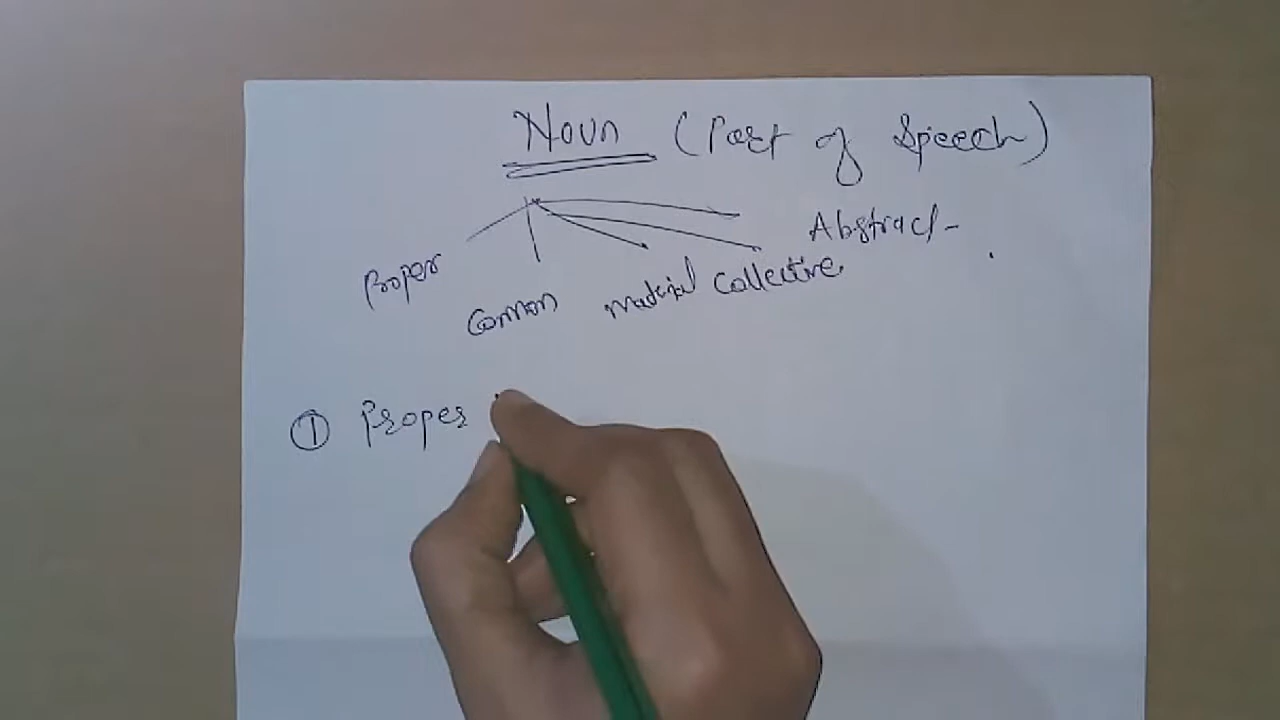 Noun (Part of Speech)
Proper Common Material Collective Abstract
① Proper